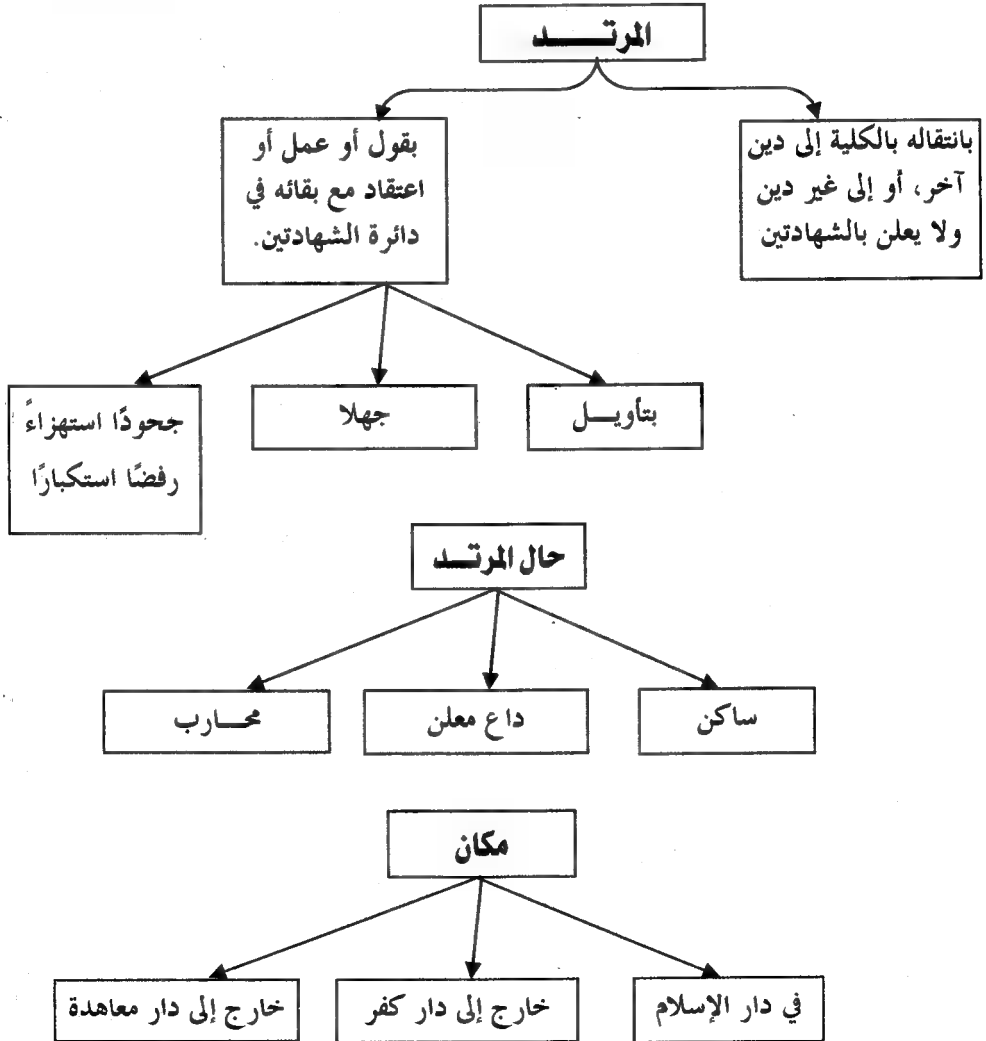 المرتـــــد
بانتقاله بالكلية إلى دين
آخر، أو إلى غير دين
ولا يعلن بالشهادتين
بقول أو عمل أو
اعتقاد مع بقائه في
دائرة الشهادتين.
بتأويـــل
جهلا
جحودًا استهزاءً
رفضًا استكبارًا
حال المرتـــد
ساكن
داع معلن
محـــارب
مكان
في دار الإسلام
خارج إلى دار كفر
خارج إلى دار معاهدة